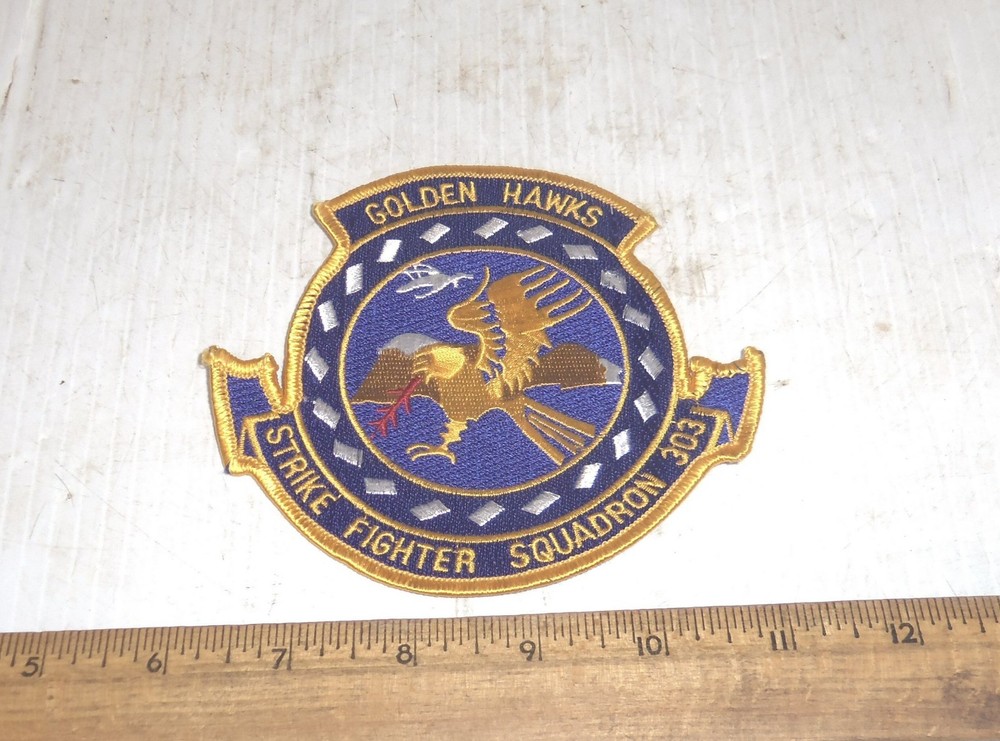 GOLDEN HAWKS
STRIKE FIGHTER SQUADRON 303
5 6 7 8 9 10 11 12